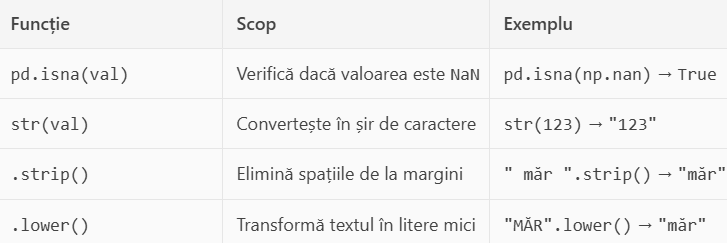 Funcție Scop Exemplu
pd.isna(val) Verifică dacă valoarea este NaN pd.isna(np.nan) → True
str(val) Convertește în șir de caractere str(123) → "123"
.strip() Elimină spațiile de la margini " măr ".strip() → "măr"
.lower() Transformă textul în litere mici "MĂR".lower() → "măr"